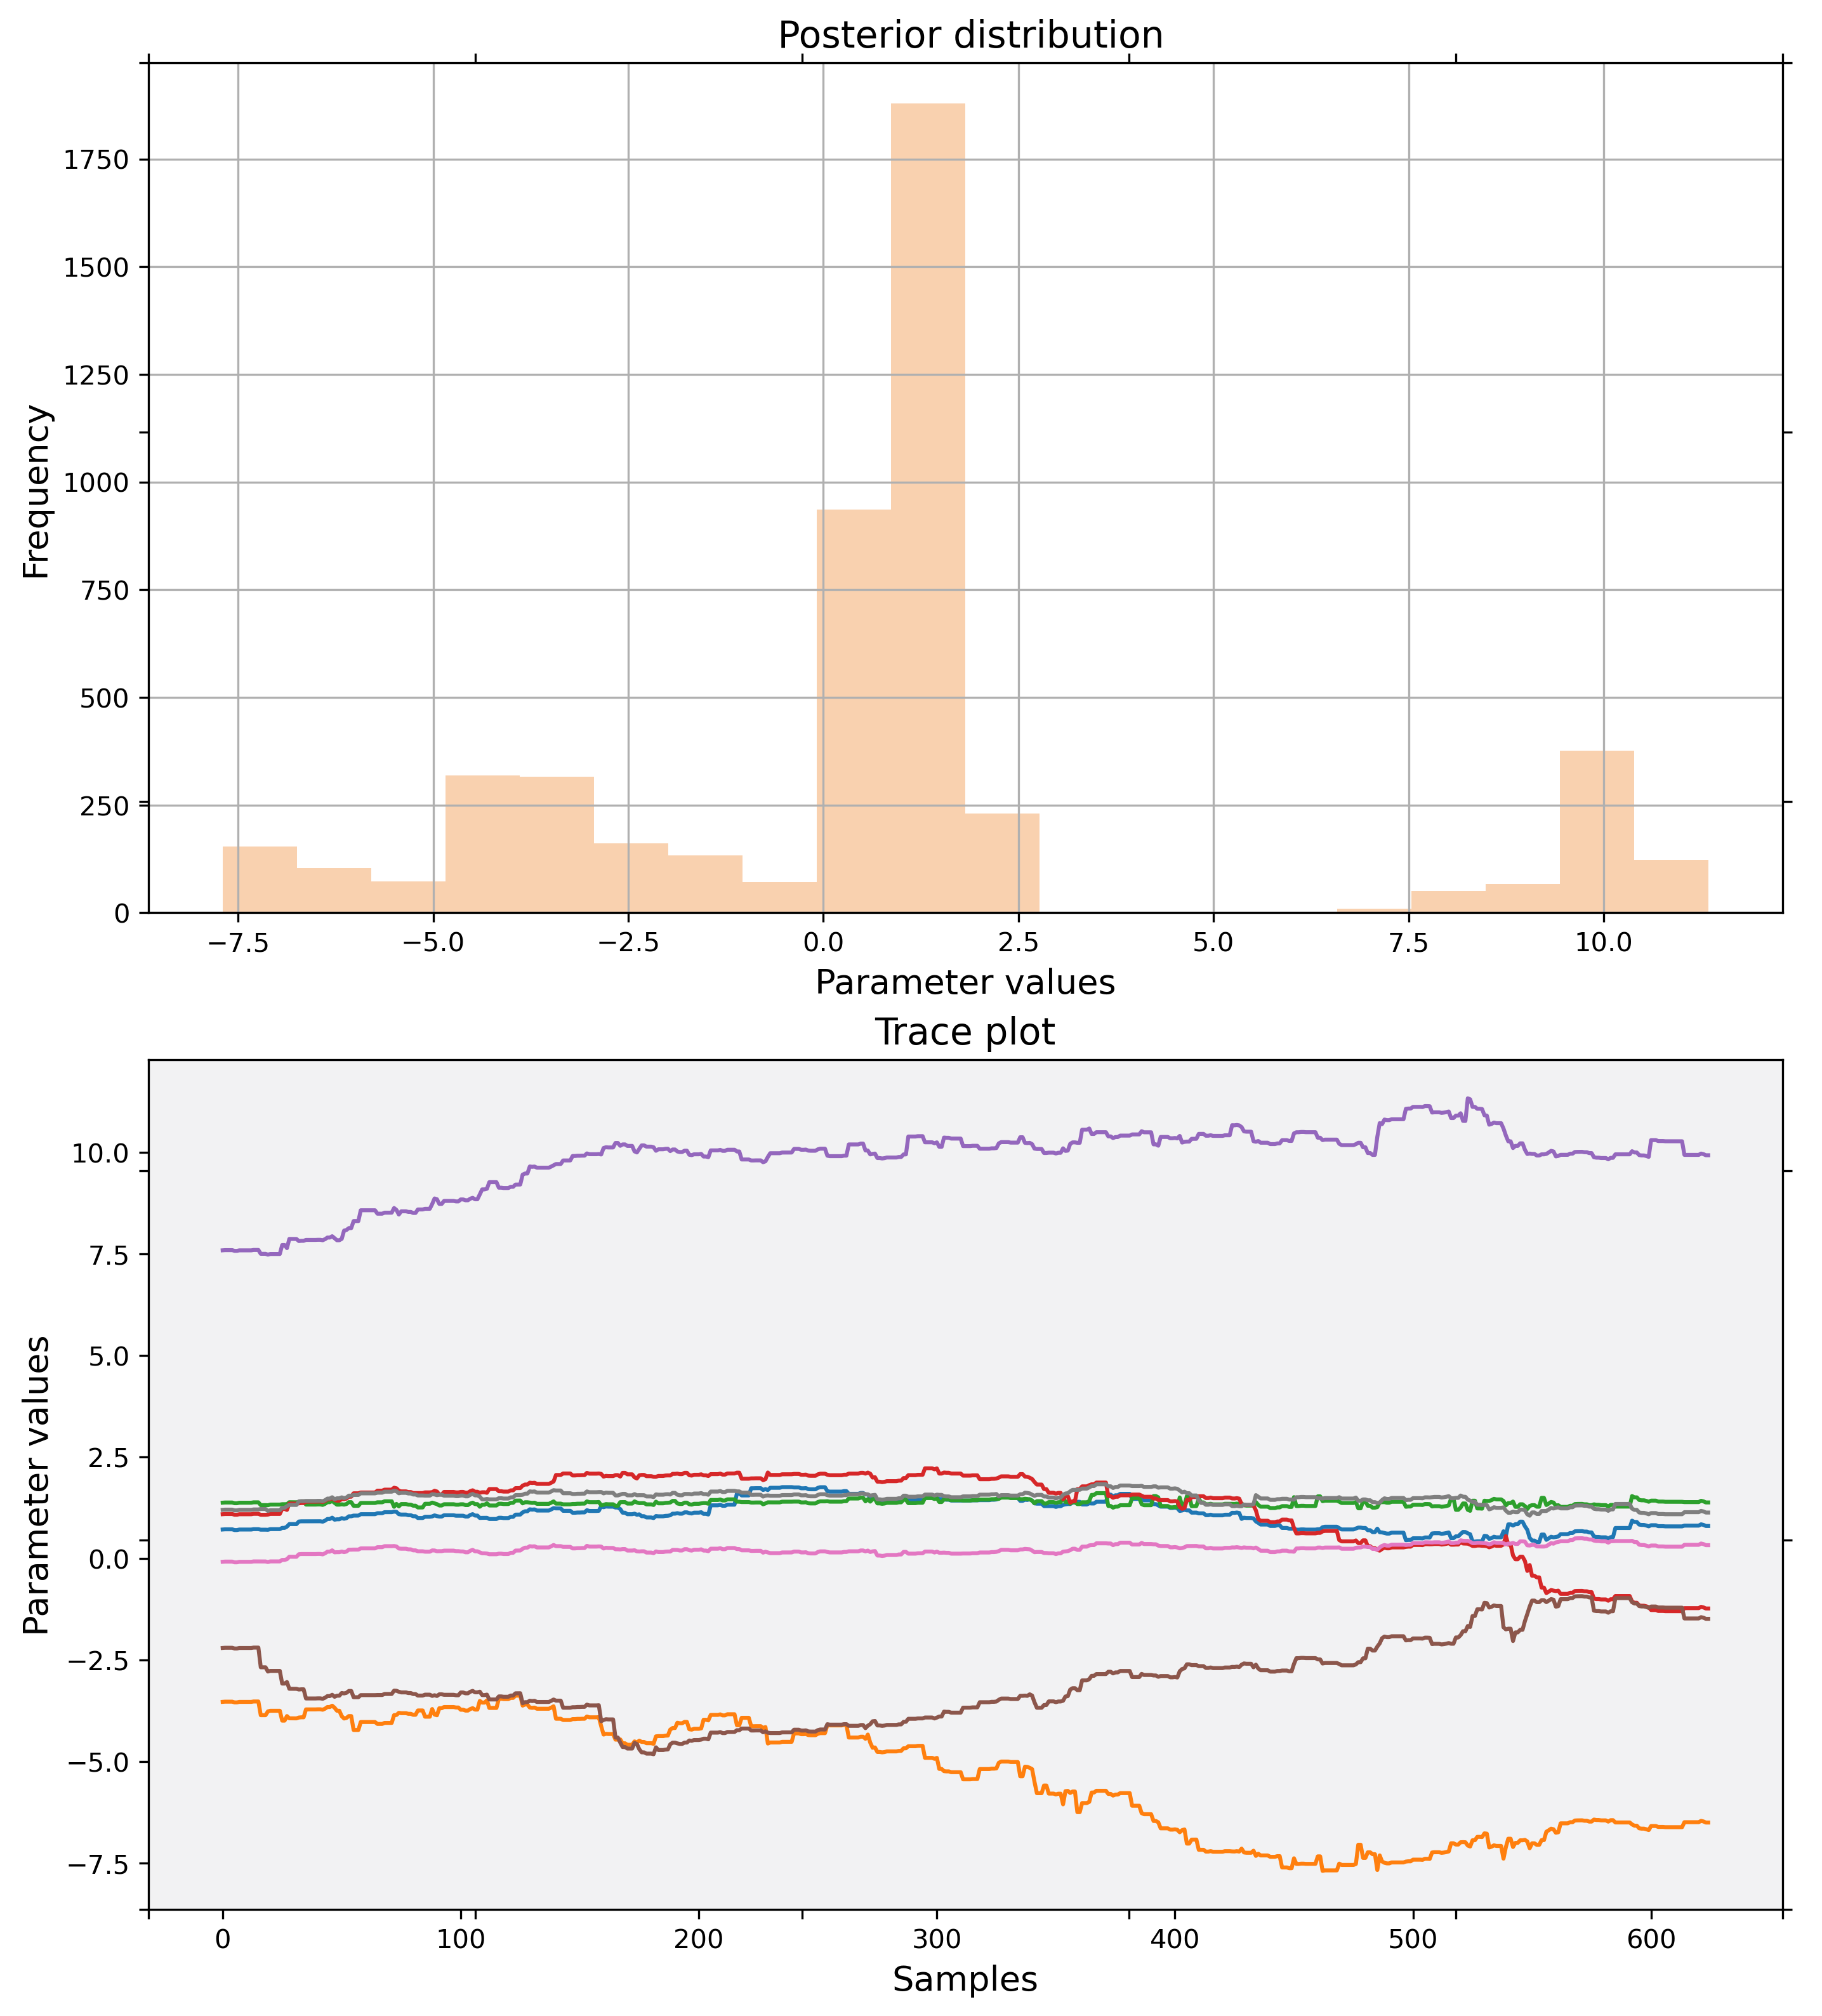 Posterior distribution
Frequency
1750
1500
1250
1000
750
500
250
0
−7.5 −5.0 −2.5 0.0 2.5 5.0 7.5 10.0
Parameter values
Trace plot
Parameter values
10.0
7.5
5.0
2.5
0.0
−2.5
−5.0
−7.5
0 100 200 300 400 500 600
Samples